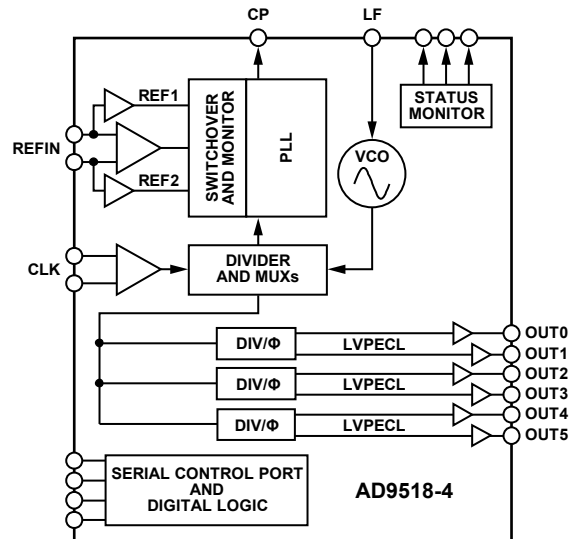 CP
LF
REF1
REFIN
REF2
SWITCHOVER
AND MONITOR
PLL
STATUS
MONITOR
VCO
CLK
DIVIDER
AND MUXs
DIV/Φ
LVPECL
OUT0
OUT1
DIV/Φ
LVPECL
OUT2
OUT3
DIV/Φ
LVPECL
OUT4
OUT5
SERIAL CONTROL PORT
AND
DIGITAL LOGIC
AD9518-4